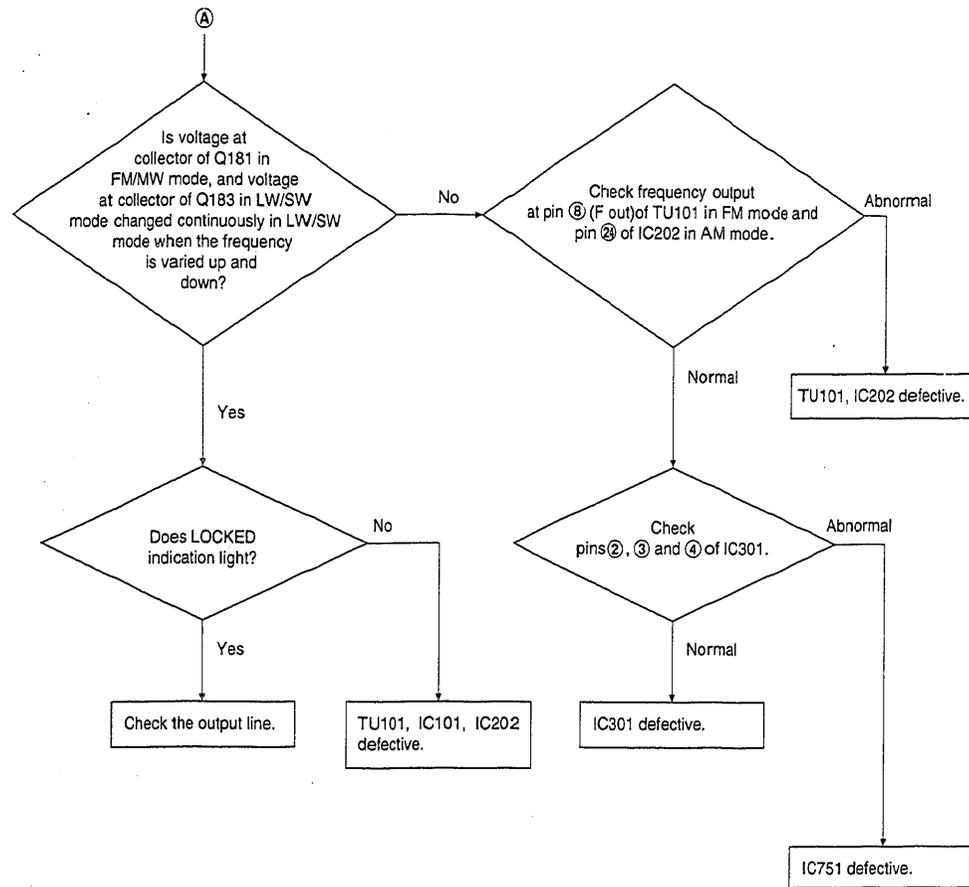 Ⓐ
Is voltage at
collector of Q181 in
FM/MW mode, and voltage
at collector of Q183 in LW/SW
mode changed continuously in LW/SW
mode when the frequency
is varied up and
down?
No
Check frequency output
at pin ⑧ (F out)of TU101 in FM mode and
pin ㉔ of IC202 in AM mode.
Abnormal
TU101, IC202 defective.
Normal
Yes
Does LOCKED
indication light?
No
Check
pins②, ③ and ④ of IC301.
Abnormal
Yes
Normal
Check the output line.
TU101, IC101, IC202
defective.
IC301 defective.
IC751 defective.